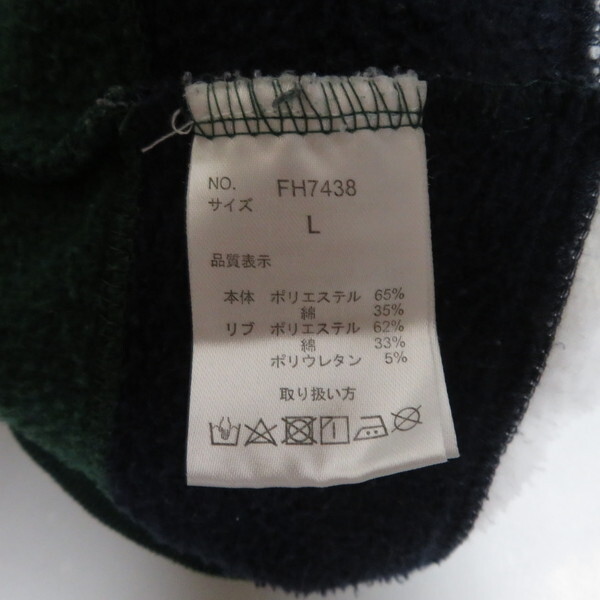 NO. FH7438
サイズ L
品質表示
本体 ポリエステル 65%
綿 35%
リブ ポリエステル 62%
綿 33%
ポリウレタン 5%
取り扱い方